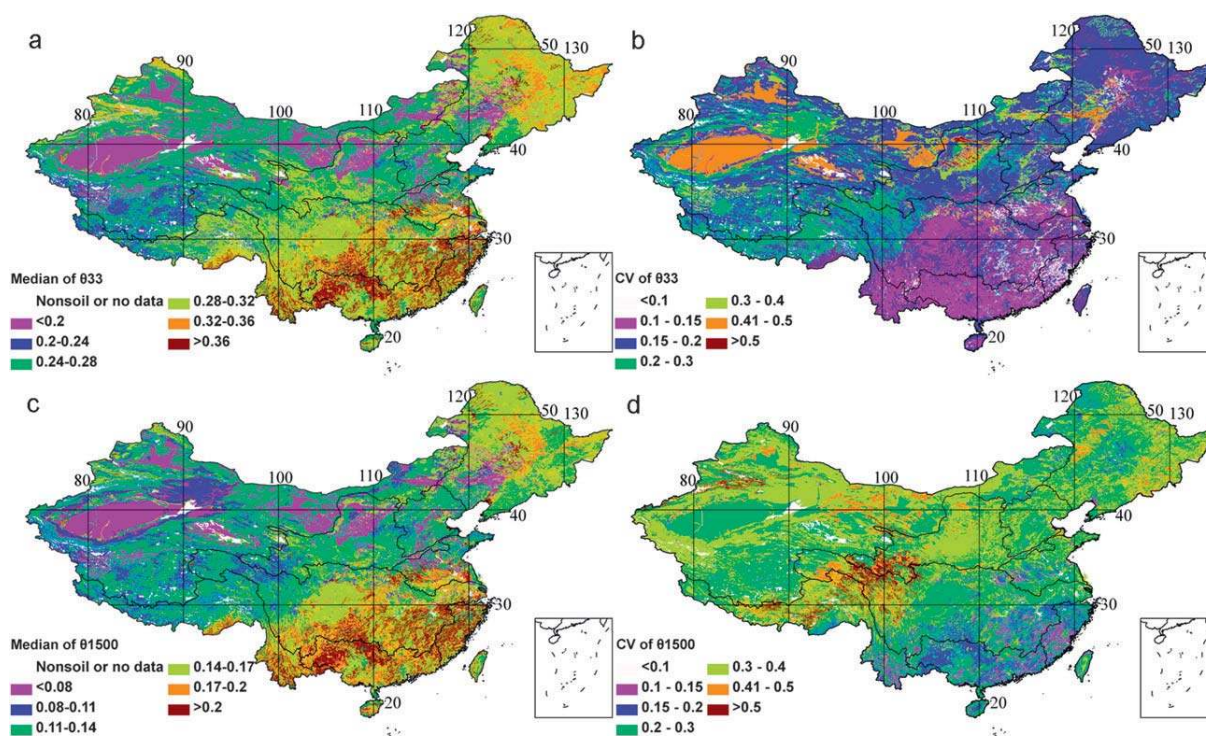 a
120
50
130
90
80
100
110
40
30
20
Median of θ33
Nonsoil or no data
<0.2
0.2-0.24
0.24-0.28
0.28-0.32
0.32-0.36
>0.36
b
120
50
130
90
80
100
110
40
30
20
CV of θ33
<0.1
0.1 - 0.15
0.15 - 0.2
0.2 - 0.3
0.3 - 0.4
0.41 - 0.5
>0.5
c
120
50
130
90
80
100
110
40
30
20
Median of θ1500
Nonsoil or no data
<0.08
0.08-0.11
0.11-0.14
0.14-0.17
0.17-0.2
>0.2
d
120
50
130
90
80
100
110
40
30
20
CV of θ1500
<0.1
0.1 - 0.15
0.15 - 0.2
0.2 - 0.3
0.3 - 0.4
0.41 - 0.5
>0.5